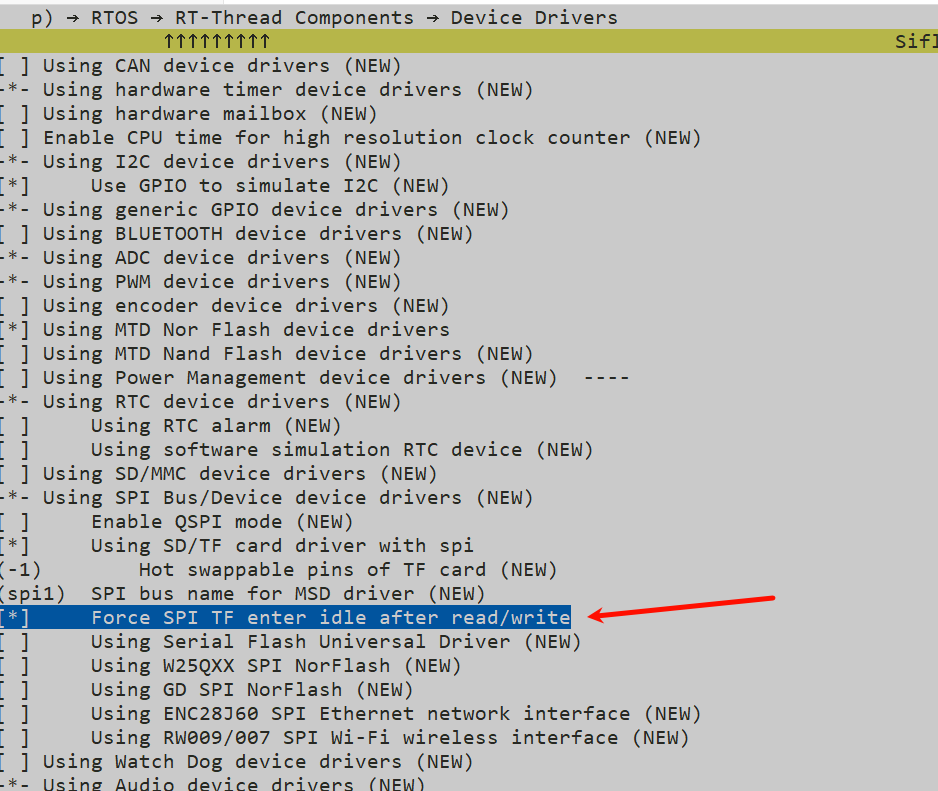 p) → RTOS → RT-Thread Components → Device Drivers
↑↑↑↑↑↑↑↑↑ Sifl
[ ] Using CAN device drivers (NEW)
-*- Using hardware timer device drivers (NEW)
[ ] Using hardware mailbox (NEW)
[ ] Enable CPU time for high resolution clock counter (NEW)
-*- Using I2C device drivers (NEW)
[*] Use GPIO to simulate I2C (NEW)
-*- Using generic GPIO device drivers (NEW)
[ ] Using BLUETOOTH device drivers (NEW)
-*- Using ADC device drivers (NEW)
-*- Using PWM device drivers (NEW)
[ ] Using encoder device drivers (NEW)
[*] Using MTD Nor Flash device drivers
[ ] Using MTD Nand Flash device drivers (NEW)
[ ] Using Power Management device drivers (NEW) ----
-*- Using RTC device drivers (NEW)
[ ] Using RTC alarm (NEW)
[ ] Using software simulation RTC device (NEW)
[ ] Using SD/MMC device drivers (NEW)
-*- Using SPI Bus/Device device drivers (NEW)
[ ] Enable QSPI mode (NEW)
[*] Using SD/TF card driver with spi
(-1) Hot swappable pins of TF card (NEW)
(spi1) SPI bus name for MSD driver (NEW)
[*] Force SPI TF enter idle after read/write
[ ] Using Serial Flash Universal Driver (NEW)
[ ] Using W25QXX SPI NorFlash (NEW)
[ ] Using GD SPI NorFlash (NEW)
[ ] Using ENC28J60 SPI Ethernet network interface (NEW)
[ ] Using RW009/007 SPI Wi-Fi wireless interface (NEW)
[ ] Using Watch Dog device drivers (NEW)
-*- Using Audio device drivers (NEW)